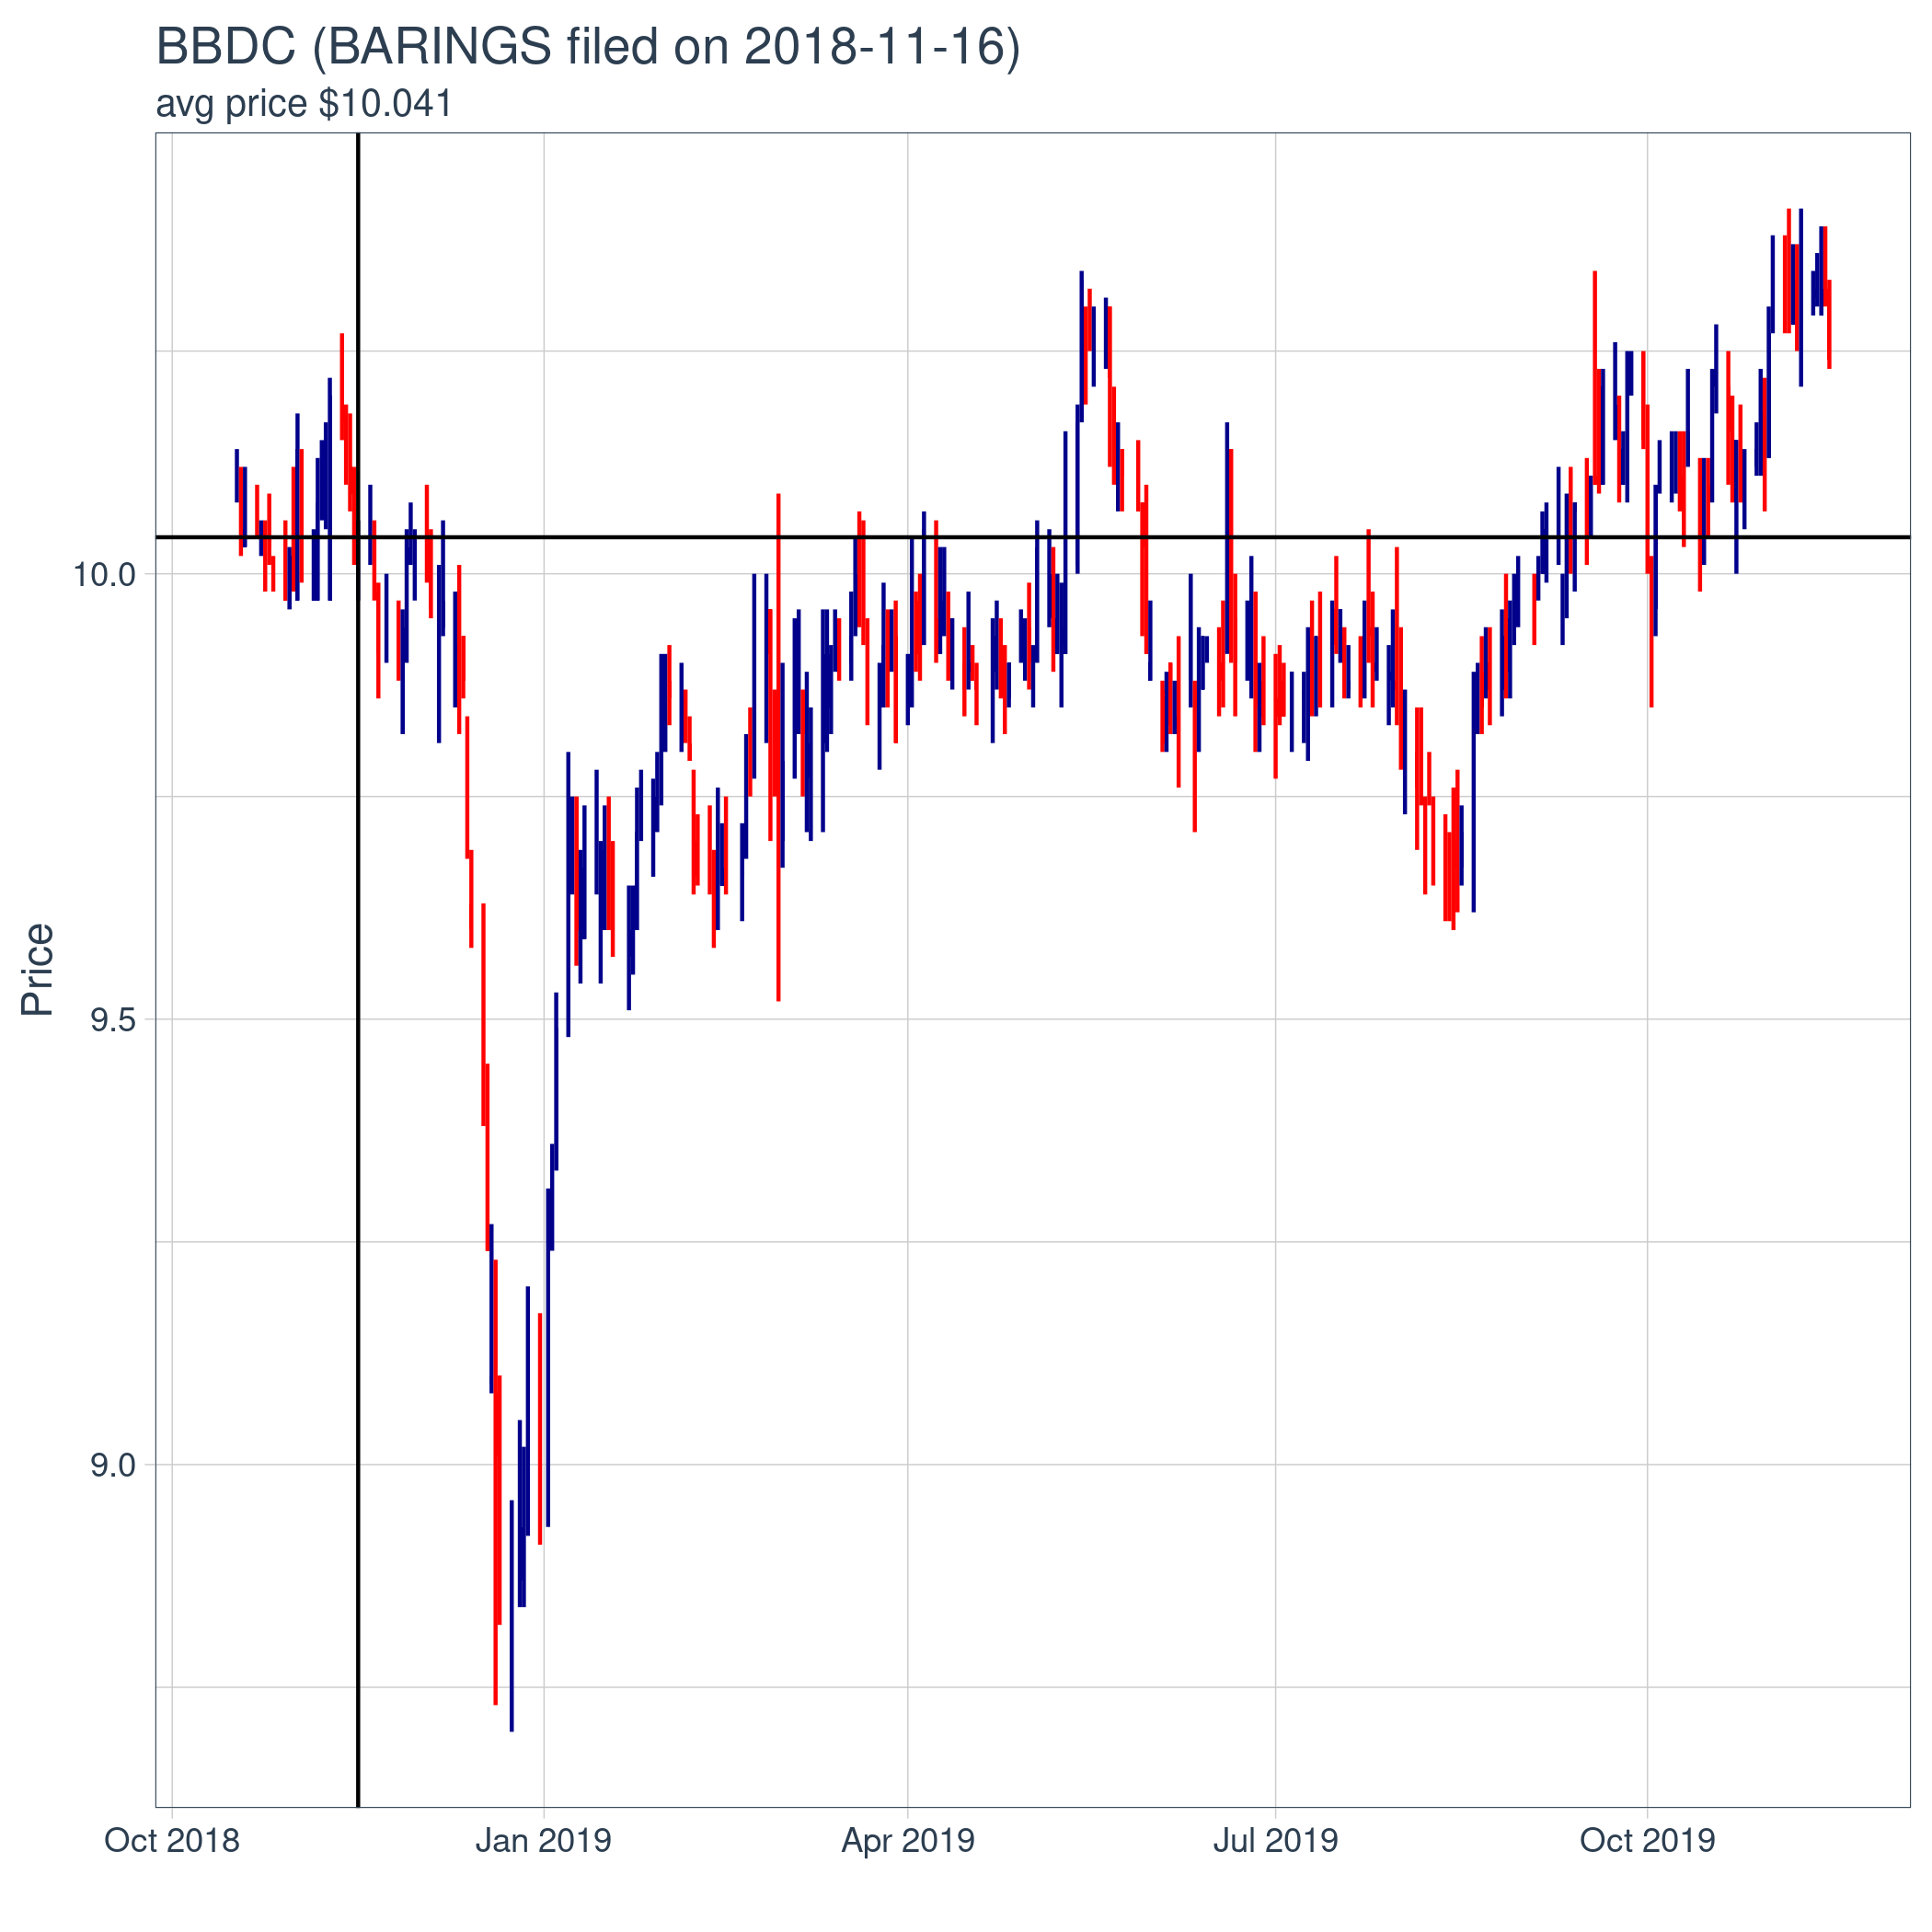 BBDC (BARINGS filed on 2018-11-16)
avg price $10.041
Price
10.0
9.5
9.0
Oct 2018
Jan 2019
Apr 2019
Jul 2019
Oct 2019